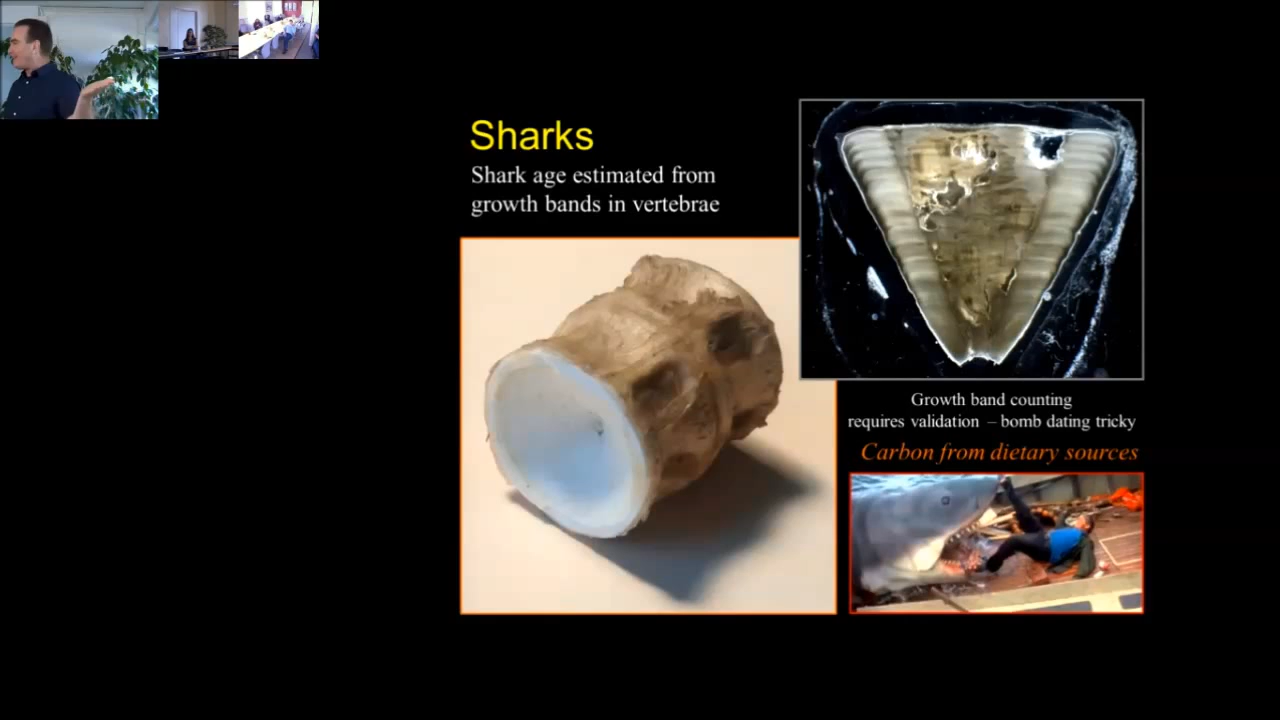 Sharks
Shark age estimated from
growth bands in vertebrae
Growth band counting
requires validation – bomb dating tricky
Carbon from dietary sources